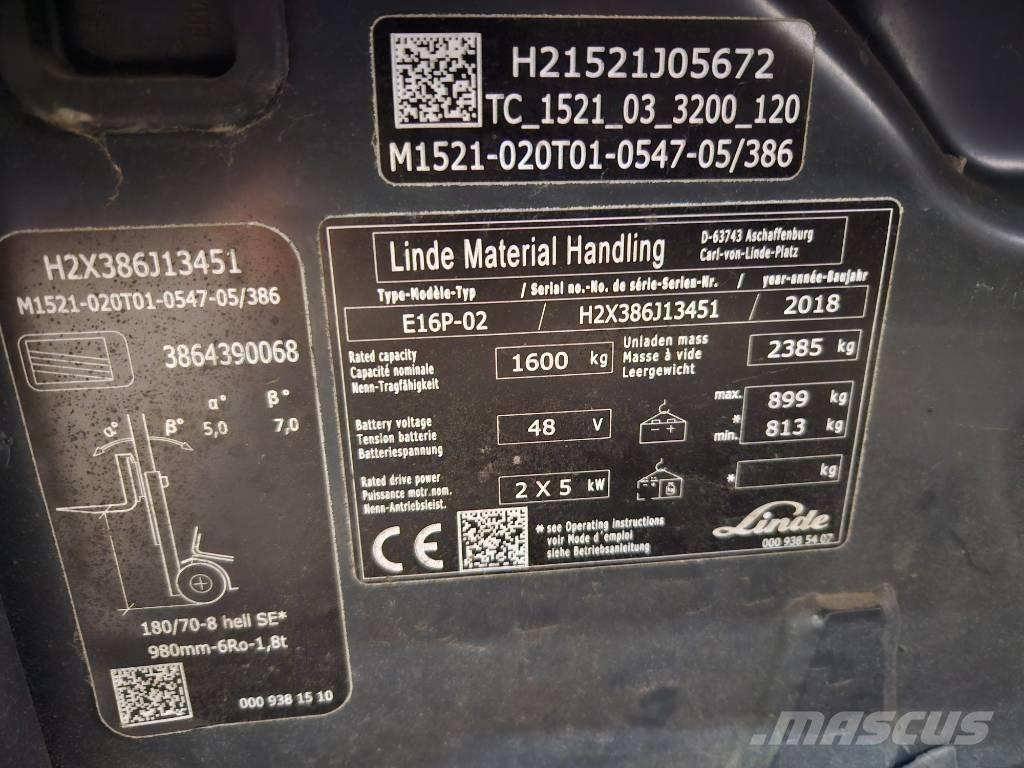 H21521J05672
TC_1521_03_3200_120
M1521-020T01-0547-05/386
H2X386J13451
M1521-020T01-0547-05/386
3864390068
α° β°
α° β° 5,0 7,0
180/70-8 hell SE*
980mm-6Ro-1,8t
000 938 15 10
Linde Material Handling
D-63743 Aschaffenburg
Carl-von-Linde-Platz
Type-Modèle-Typ / Serial no.-No. de série-Serien-Nr. / year-année-Baujahr
E16P-02 / H2X386J13451 / 2018
Rated capacity
Capacité nominale
Nenn-Tragfähigkeit
1600 kg
Unladen mass
Masse à vide
Leergewicht
2385 kg
Battery voltage
Tension batterie
Batteriespannung
48 V
max. 899 kg
*
min. 813 kg
Rated drive power
Puissance motr.nom.
Nenn-Antriebsleist.
2 X 5 kW
* kg
CE
* see Operating instructions
voir Mode d'emploi
siehe Betriebsanleitung
Linde
000 938 54 07
MASCUS